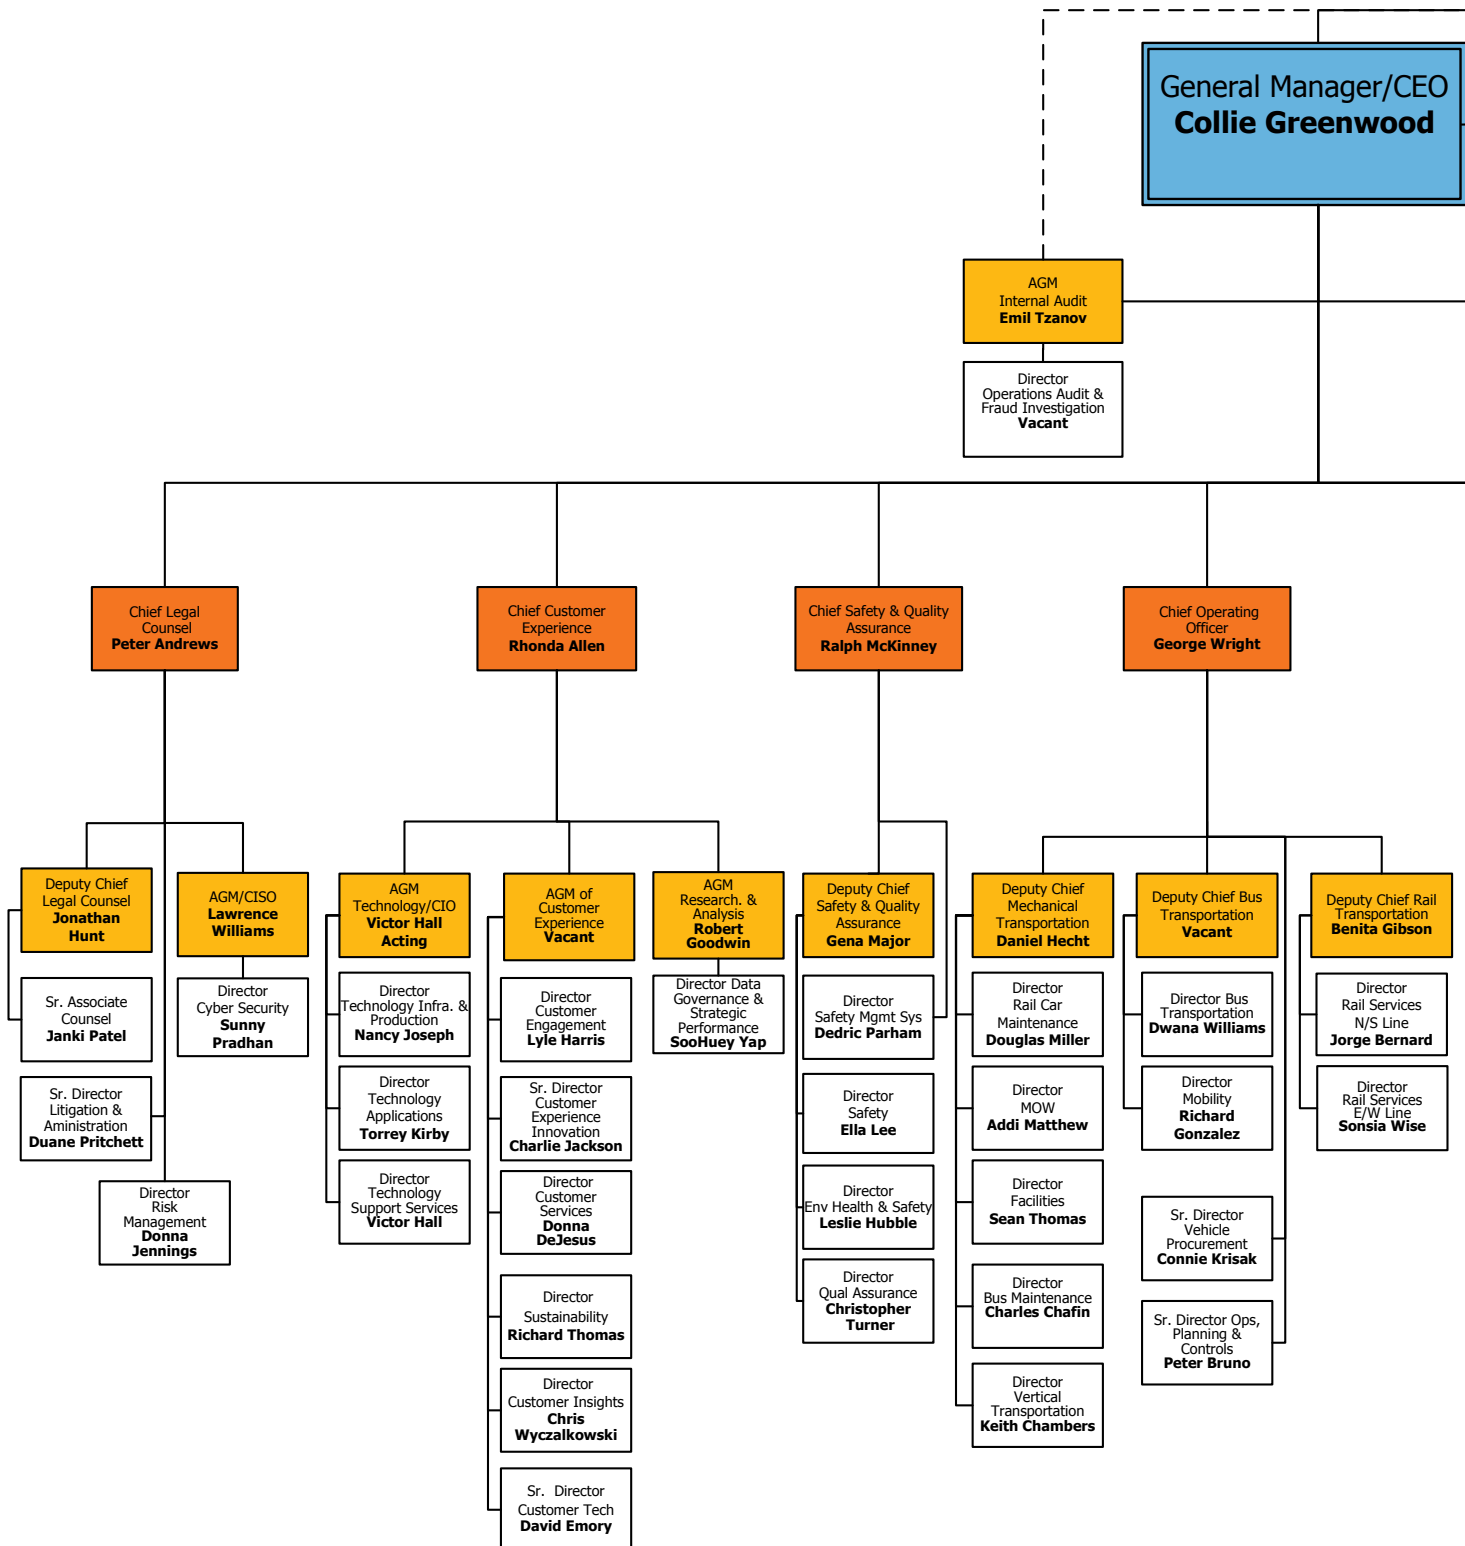 General Manager/CEO
Collie Greenwood
AGM
Internal Audit
Emil Tzanov
Director
Operations Audit &
Fraud Investigation
Vacant
Chief Legal
Counsel
Peter Andrews
Chief Customer
Experience
Rhonda Allen
Chief Safety & Quality
Assurance
Ralph McKinney
Chief Operating
Officer
George Wright
Deputy Chief
Legal Counsel
Jonathan
Hunt
AGM/CISO
Lawrence
Williams
AGM
Technology/CIO
Victor Hall
Acting
AGM of
Customer
Experience
Vacant
AGM
Research. &
Analysis
Robert
Goodwin
Deputy Chief
Safety & Quality
Assurance
Gena Major
Deputy Chief
Mechanical
Transportation
Daniel Hecht
Deputy Chief Bus
Transportation
Vacant
Deputy Chief Rail
Transportation
Benita Gibson
Sr. Associate
Counsel
Janki Patel
Director
Cyber Security
Sunny
Pradhan
Director
Technology Infra. &
Production
Nancy Joseph
Director
Customer
Engagement
Lyle Harris
Director Data
Governance &
Strategic
Performance
SooHuey Yap
Director
Safety Mgmt Sys
Dedric Parham
Director
Rail Car
Maintenance
Douglas Miller
Director Bus
Transportation
Dwana Williams
Director
Rail Services
N/S Line
Jorge Bernard
Sr. Director
Litigation &
Aministration
Duane Pritchett
Director
Technology
Applications
Torrey Kirby
Sr. Director
Customer
Experience
Innovation
Charlie Jackson
Director
Safety
Ella Lee
Director
MOW
Addi Matthew
Director
Mobility
Richard
Gonzalez
Director
Rail Services
E/W Line
Sonsia Wise
Director
Risk
Management
Donna
Jennings
Director
Technology
Support Services
Victor Hall
Director
Customer
Services
Donna
DeJesus
Director
Env Health & Safety
Leslie Hubble
Director
Facilities
Sean Thomas
Sr. Director
Vehicle
Procurement
Connie Krisak
Director
Sustainability
Richard Thomas
Director
Qual Assurance
Christopher
Turner
Director
Bus Maintenance
Charles Chafin
Sr. Director Ops,
Planning &
Controls
Peter Bruno
Director
Customer Insights
Chris
Wyczalkowski
Director
Vertical
Transportation
Keith Chambers
Sr. Director
Customer Tech
David Emory